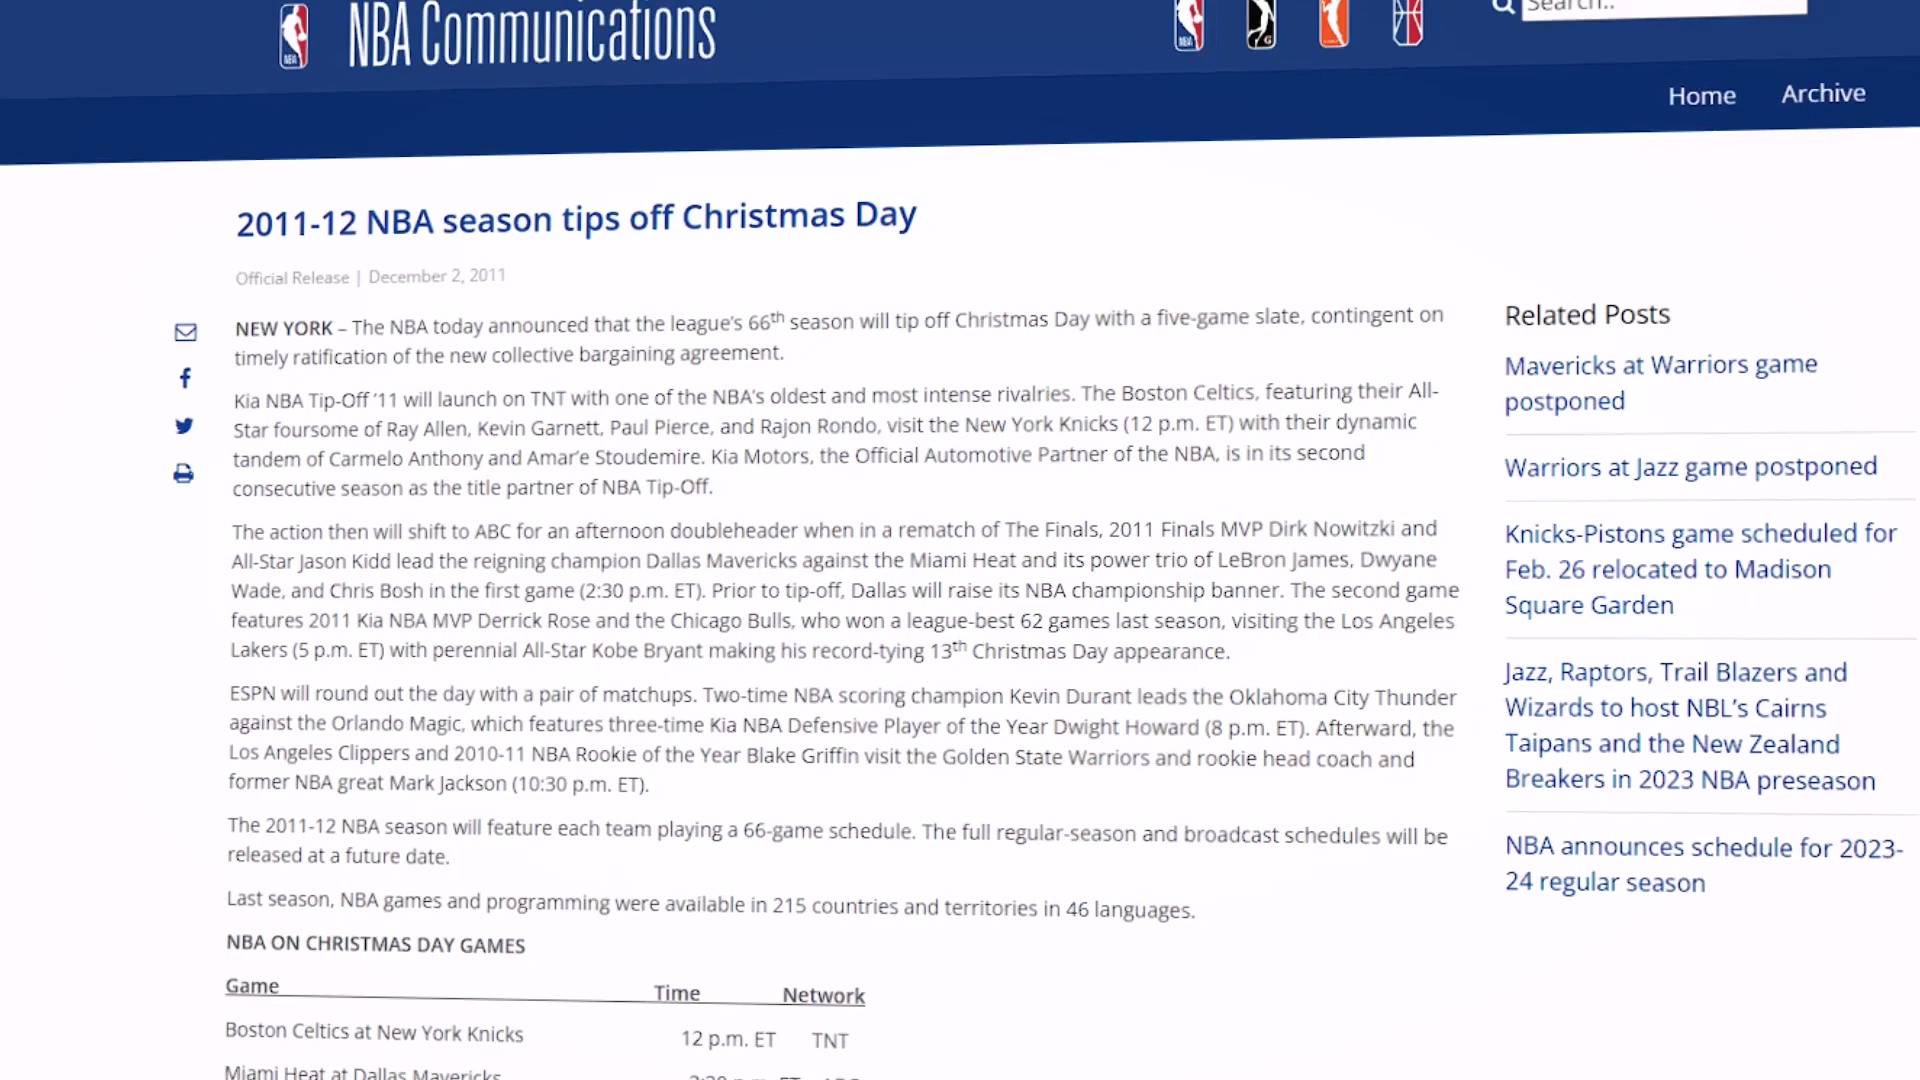 NBA Communications
Search..
Home Archive
2011-12 NBA season tips off Christmas Day
Official Release | December 2, 2011
NEW YORK – The NBA today announced that the league's 66th season will tip off Christmas Day with a five-game slate, contingent on
timely ratification of the new collective bargaining agreement.
Kia NBA Tip-Off '11 will launch on TNT with one of the NBA's oldest and most intense rivalries. The Boston Celtics, featuring their All-
Star foursome of Ray Allen, Kevin Garnett, Paul Pierce, and Rajon Rondo, visit the New York Knicks (12 p.m. ET) with their dynamic
tandem of Carmelo Anthony and Amar'e Stoudemire. Kia Motors, the Official Automotive Partner of the NBA, is in its second
consecutive season as the title partner of NBA Tip-Off.
The action then will shift to ABC for an afternoon doubleheader when in a rematch of The Finals, 2011 Finals MVP Dirk Nowitzki and
All-Star Jason Kidd lead the reigning champion Dallas Mavericks against the Miami Heat and its power trio of LeBron James, Dwyane
Wade, and Chris Bosh in the first game (2:30 p.m. ET). Prior to tip-off, Dallas will raise its NBA championship banner. The second game
features 2011 Kia NBA MVP Derrick Rose and the Chicago Bulls, who won a league-best 62 games last season, visiting the Los Angeles
Lakers (5 p.m. ET) with perennial All-Star Kobe Bryant making his record-tying 13th Christmas Day appearance.
ESPN will round out the day with a pair of matchups. Two-time NBA scoring champion Kevin Durant leads the Oklahoma City Thunder
against the Orlando Magic, which features three-time Kia NBA Defensive Player of the Year Dwight Howard (8 p.m. ET). Afterward, the
Los Angeles Clippers and 2010-11 NBA Rookie of the Year Blake Griffin visit the Golden State Warriors and rookie head coach and
former NBA great Mark Jackson (10:30 p.m. ET).
The 2011-12 NBA season will feature each team playing a 66-game schedule. The full regular-season and broadcast schedules will be
released at a future date.
Last season, NBA games and programming were available in 215 countries and territories in 46 languages.
NBA ON CHRISTMAS DAY GAMES
Game Time Network
Boston Celtics at New York Knicks 12 p.m. ET TNT
Miami Heat at Dallas Mavericks
Related Posts
Mavericks at Warriors game
postponed
Warriors at Jazz game postponed
Knicks-Pistons game scheduled for
Feb. 26 relocated to Madison
Square Garden
Jazz, Raptors, Trail Blazers and
Wizards to host NBL's Cairns
Taipans and the New Zealand
Breakers in 2023 NBA preseason
NBA announces schedule for 2023-
24 regular season